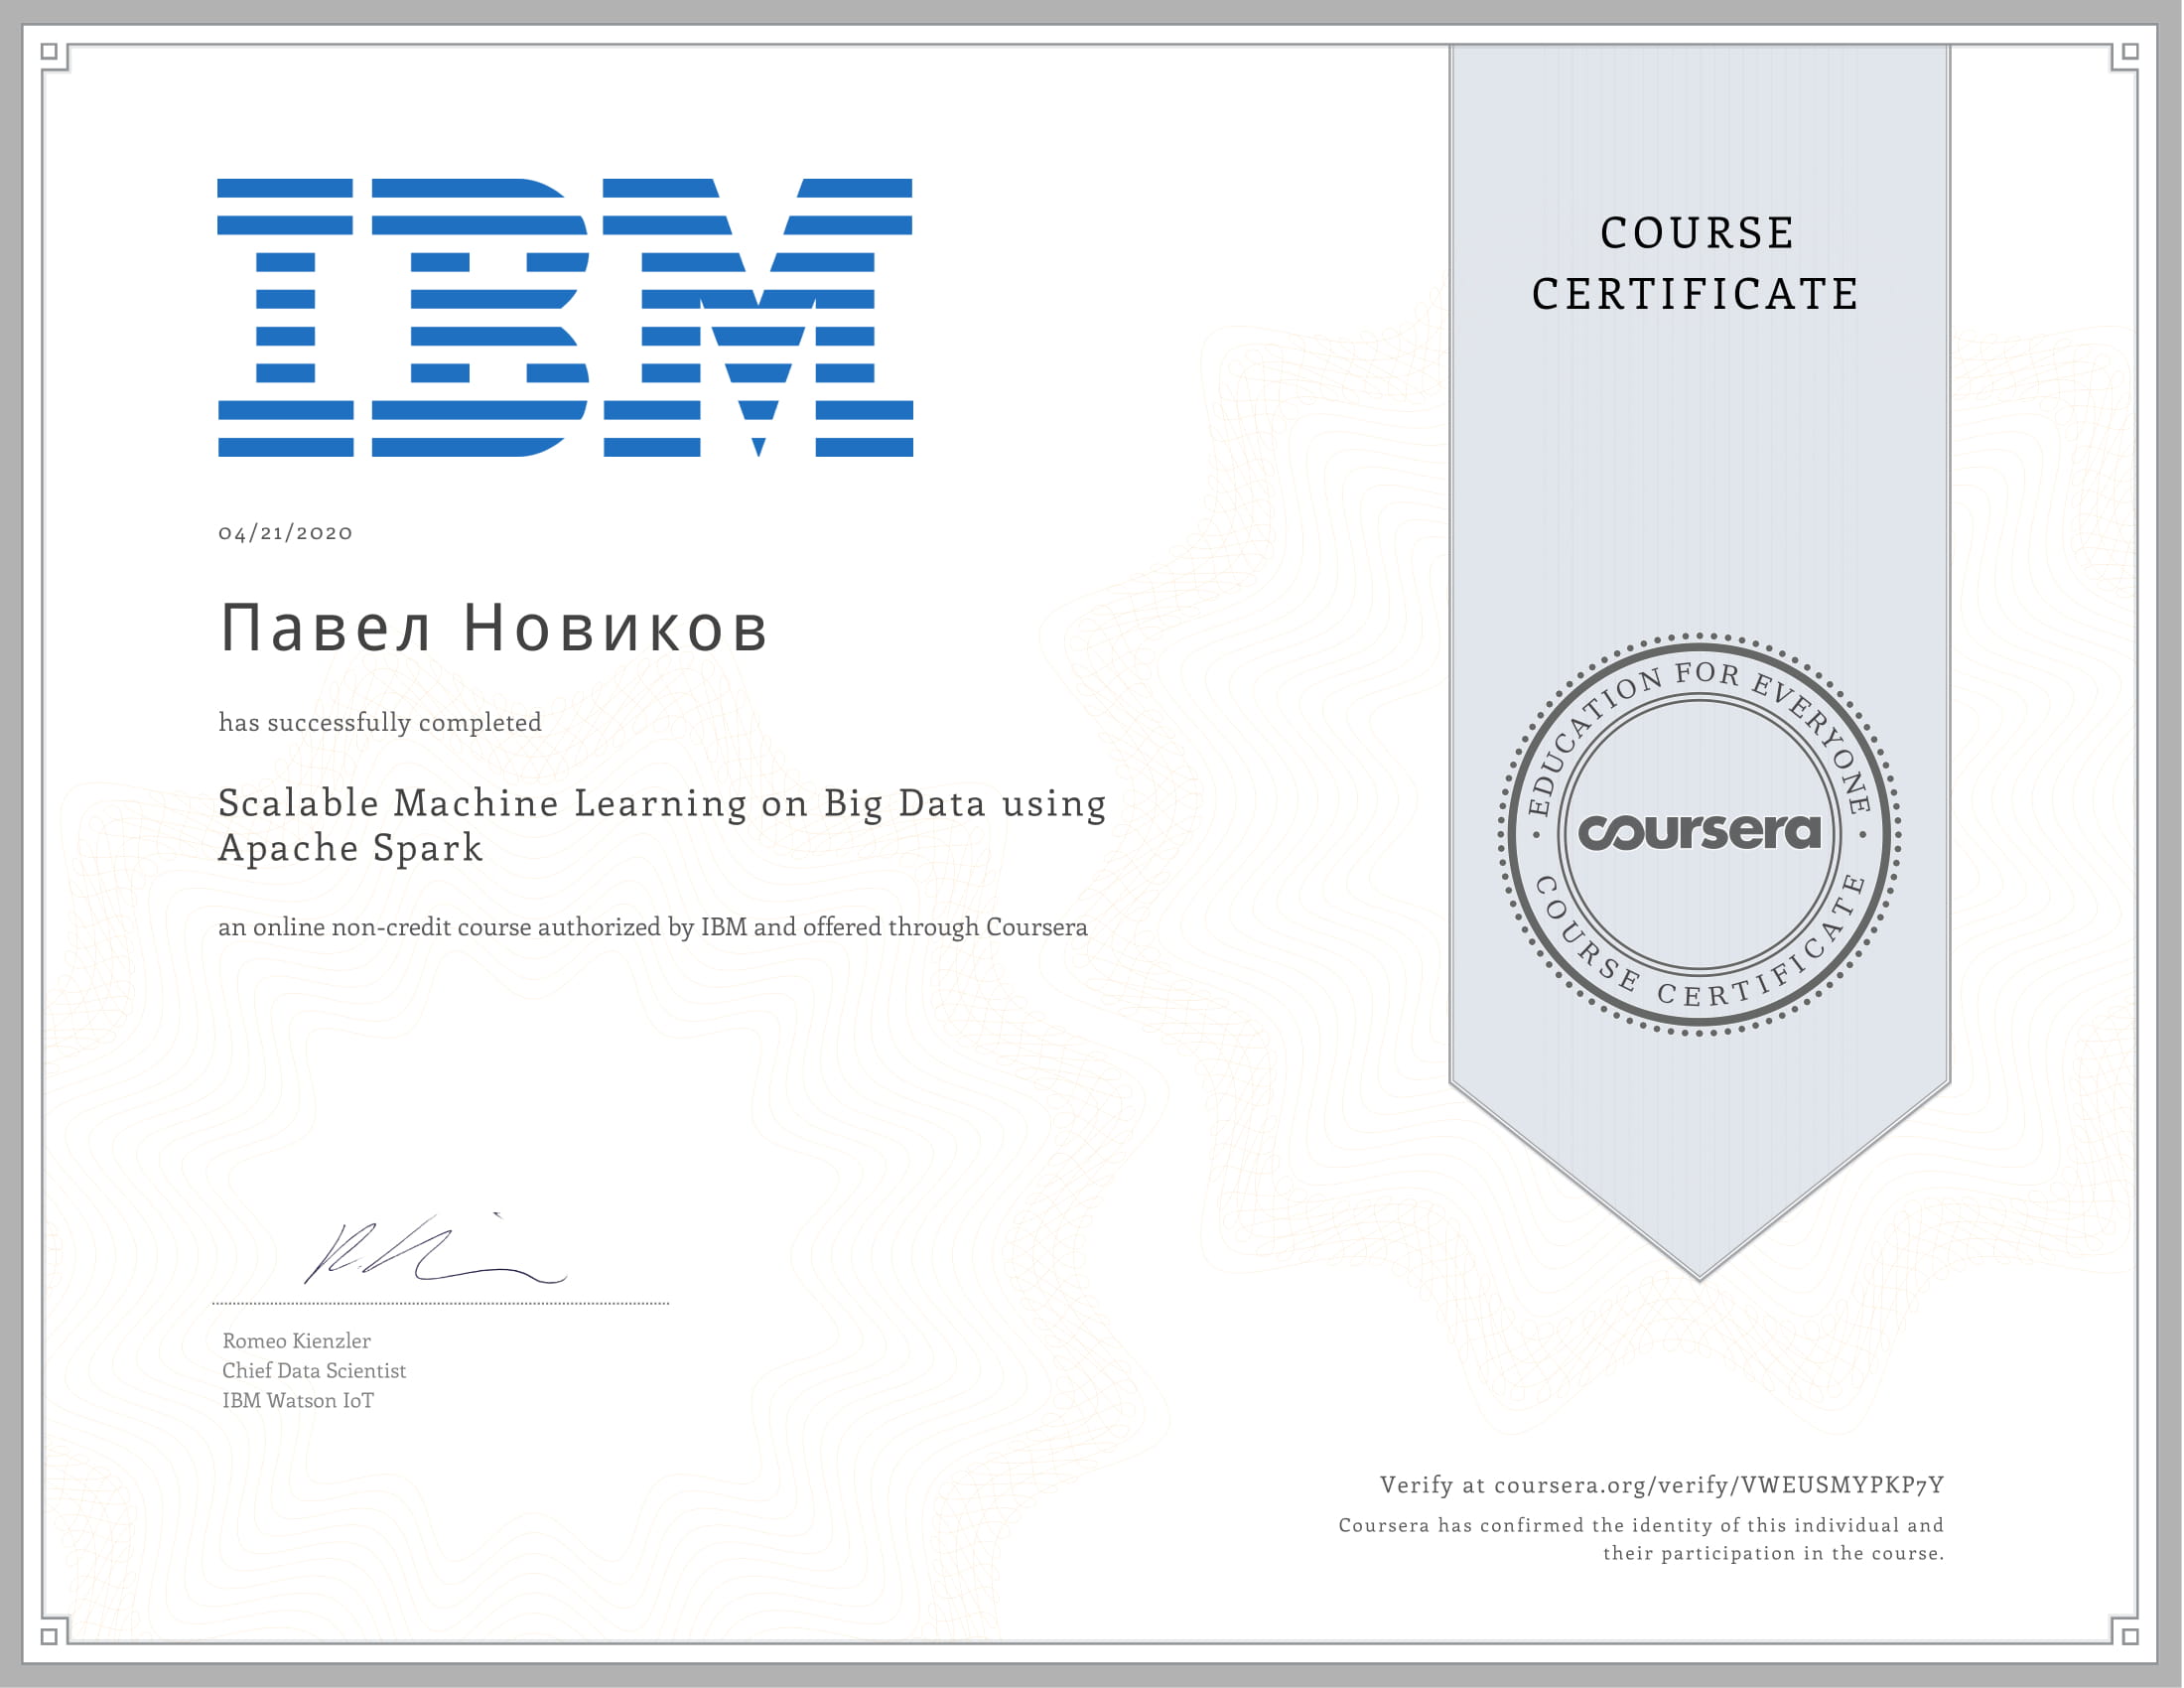 IBM
COURSE
CERTIFICATE
04/21/2020
Павел Новиков
has successfully completed
Scalable Machine Learning on Big Data using
Apache Spark
an online non-credit course authorized by IBM and offered through Coursera
EDUCATION FOR EVERYONE
coursera
COURSE CERTIFICATE
Romeo Kienzler
Chief Data Scientist
IBM Watson IoT
Verify at coursera.org/verify/VWEUSMYPKP7Y
Coursera has confirmed the identity of this individual and
their participation in the course.